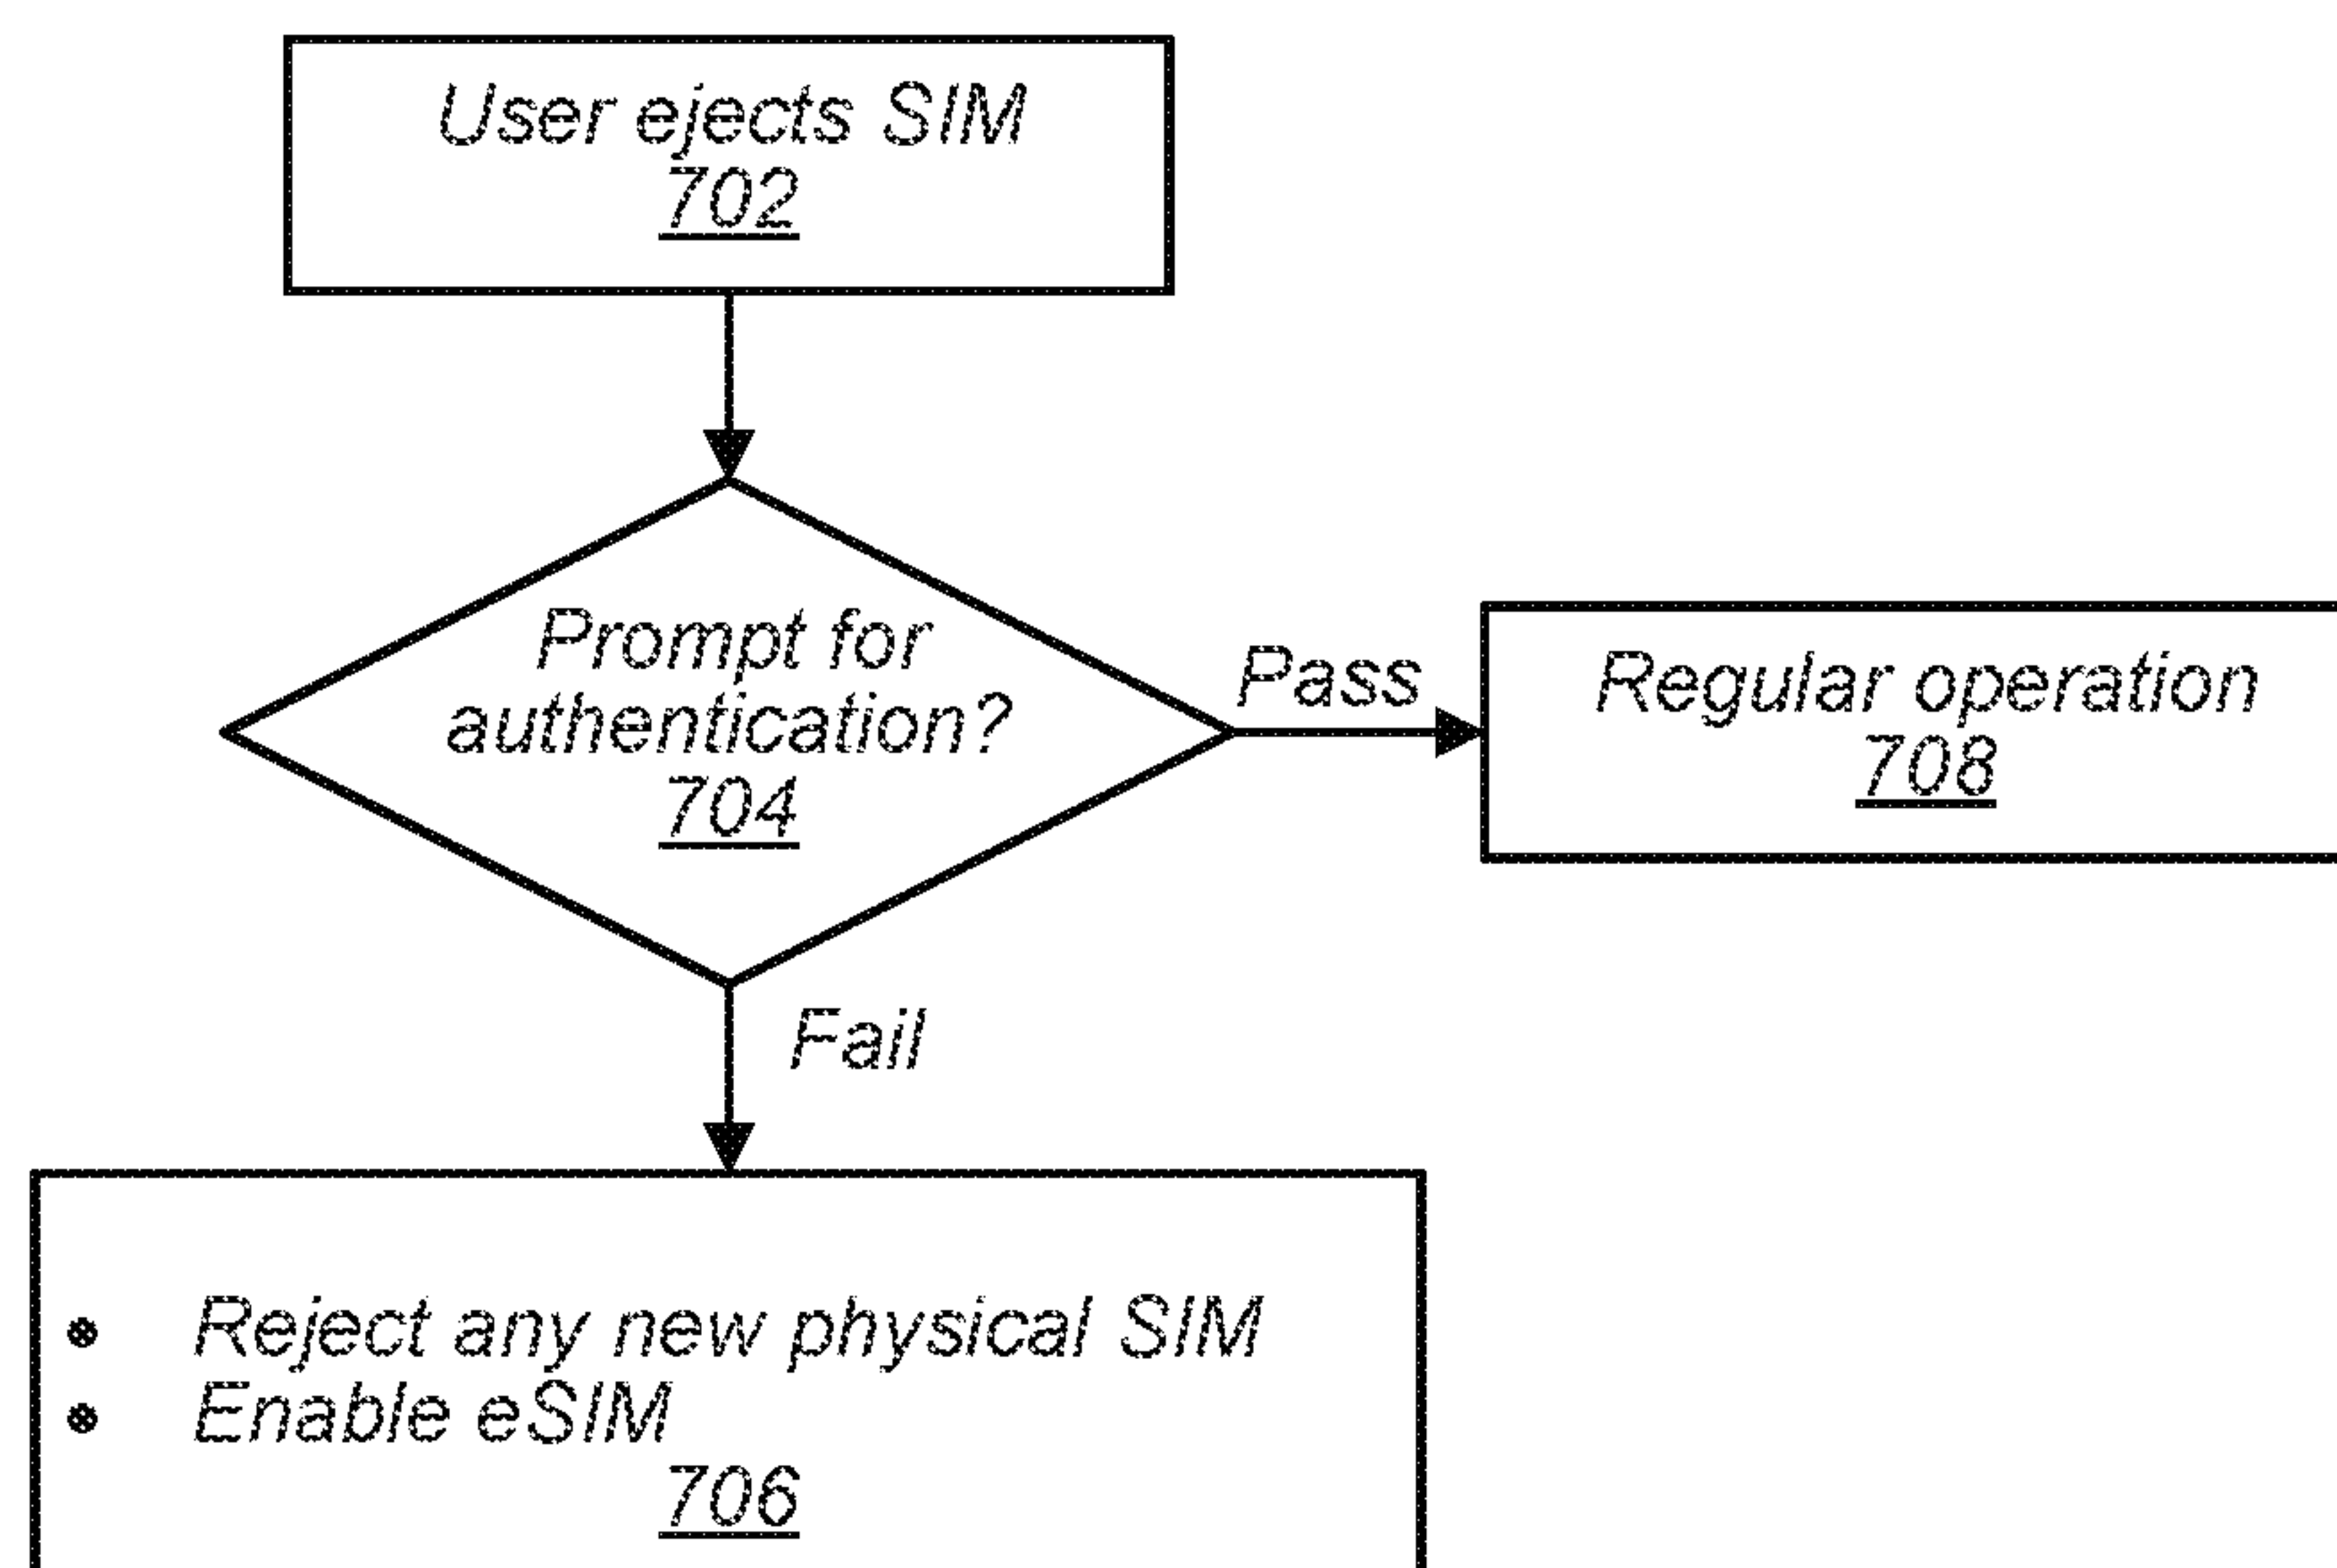 User ejects SIM
702
Prompt for
authentication?
704
Pass
Regular operation
708
Fail
• Reject any new physical SIM
• Enable eSIM
706